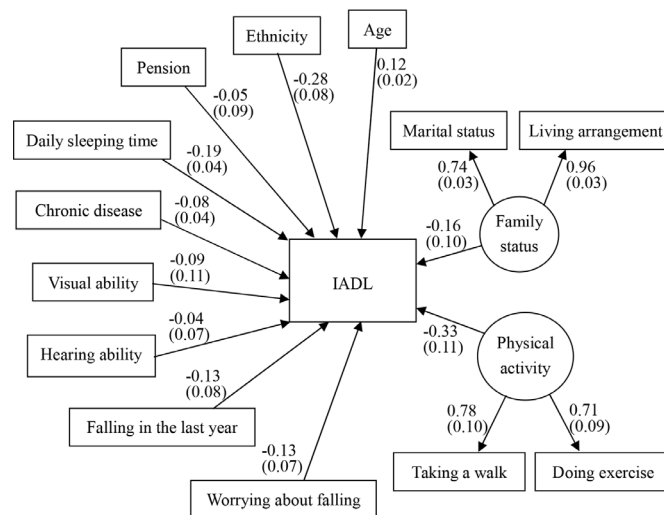 Age
Ethnicity
0.12
(0.02)
Pension
-0.28
(0.08)
-0.05
(0.09)
Marital status
Living arrangement
Daily sleeping time
-0.19
(0.04)
0.74
(0.03)
0.96
(0.03)
Chronic disease
-0.08
(0.04)
-0.16
(0.10)
Family
status
Visual ability
-0.09
(0.11)
IADL
Hearing ability
-0.04
(0.07)
-0.33
(0.11)
Physical
activity
-0.13
(0.08)
Falling in the last year
0.78
(0.10)
0.71
(0.09)
-0.13
(0.07)
Taking a walk
Doing exercise
Worrying about falling